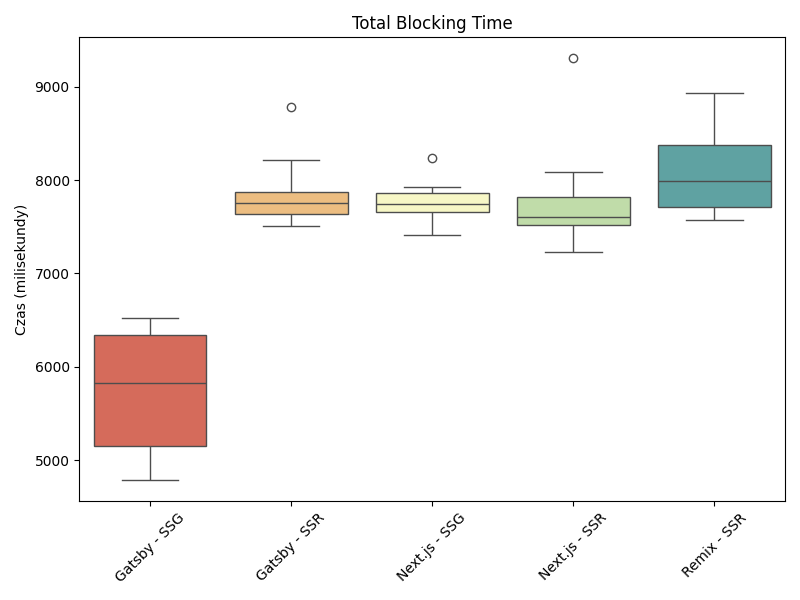 Total Blocking Time
Czas (milisekundy)
9000
8000
7000
6000
5000
Gatsby - SSG
Gatsby - SSR
Next.js - SSG
Next.js - SSR
Remix - SSR